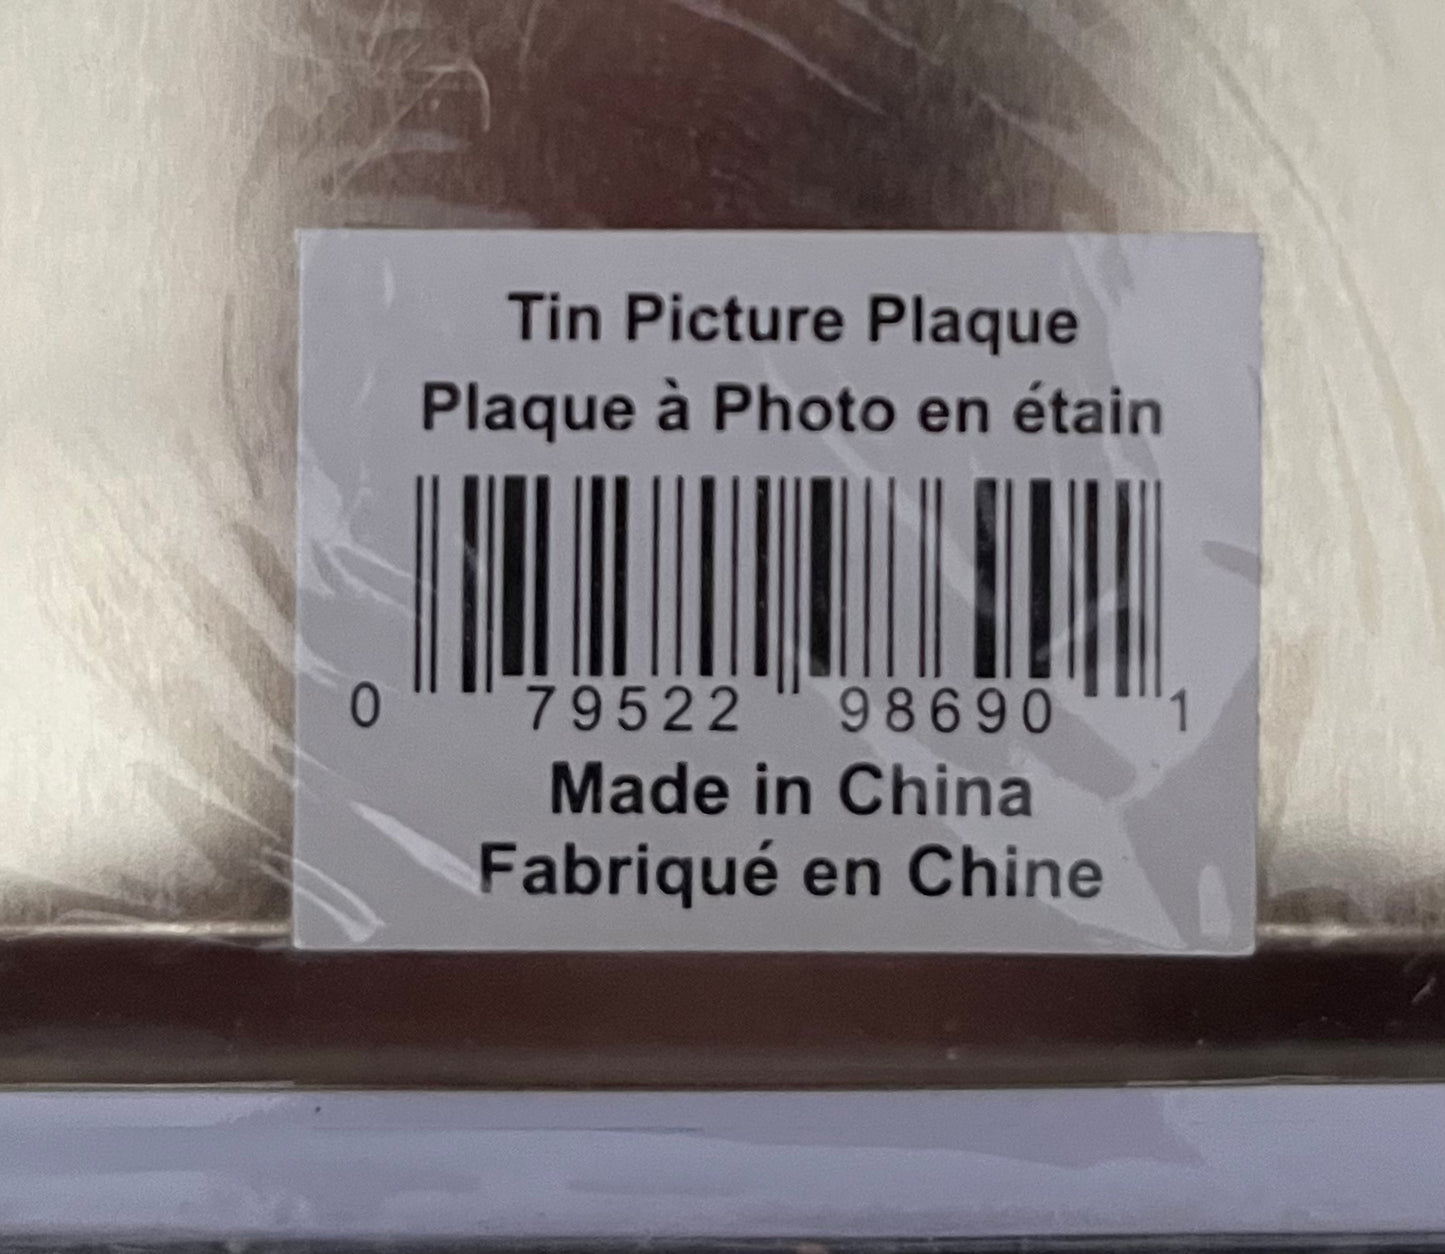 Tin Picture Plaque
Plaque à Photo en étain
0 79522 98690 1
Made in China
Fabriqué en Chine